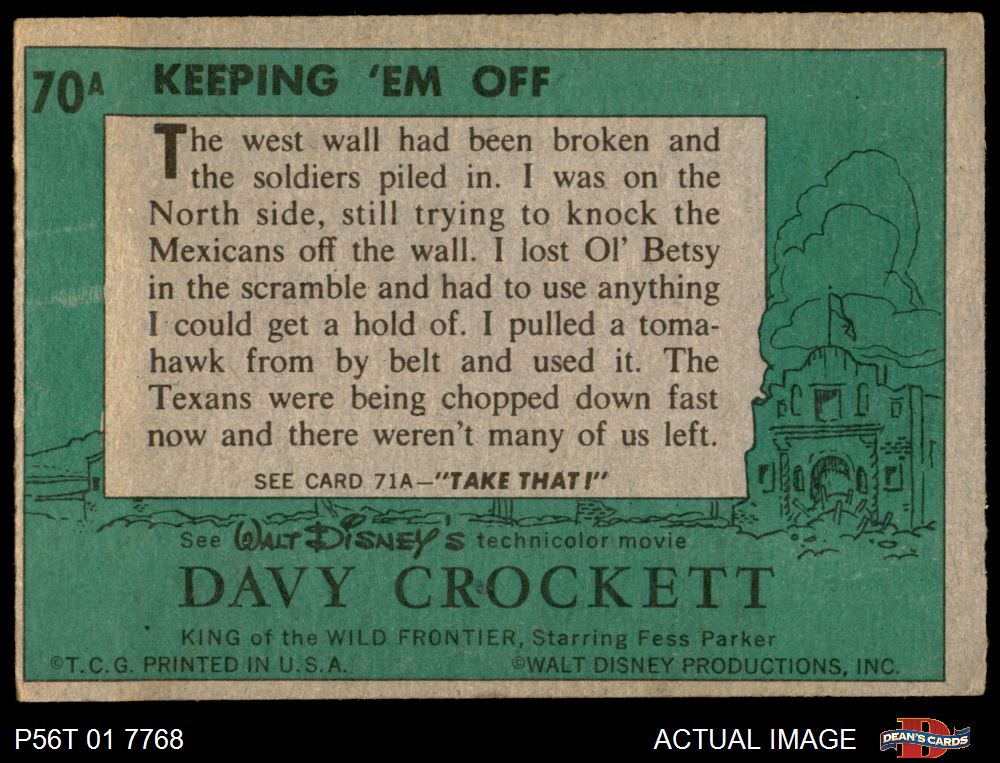 70A KEEPING 'EM OFF
The west wall had been broken and
the soldiers piled in. I was on the
North side, still trying to knock the
Mexicans off the wall. I lost Ol' Betsy
in the scramble and had to use anything
I could get a hold of. I pulled a toma-
hawk from by belt and used it. The
Texans were being chopped down fast
now and there weren't many of us left.
SEE CARD 71A—"TAKE THAT!"
See WALT DISNEY'S technicolor movie
DAVY CROCKETT
KING of the WILD FRONTIER, Starring Fess Parker
©T.C.G. PRINTED IN U.S.A. ©WALT DISNEY PRODUCTIONS, INC.
P56T 01 7768 ACTUAL IMAGE D DEAN'S CARDS